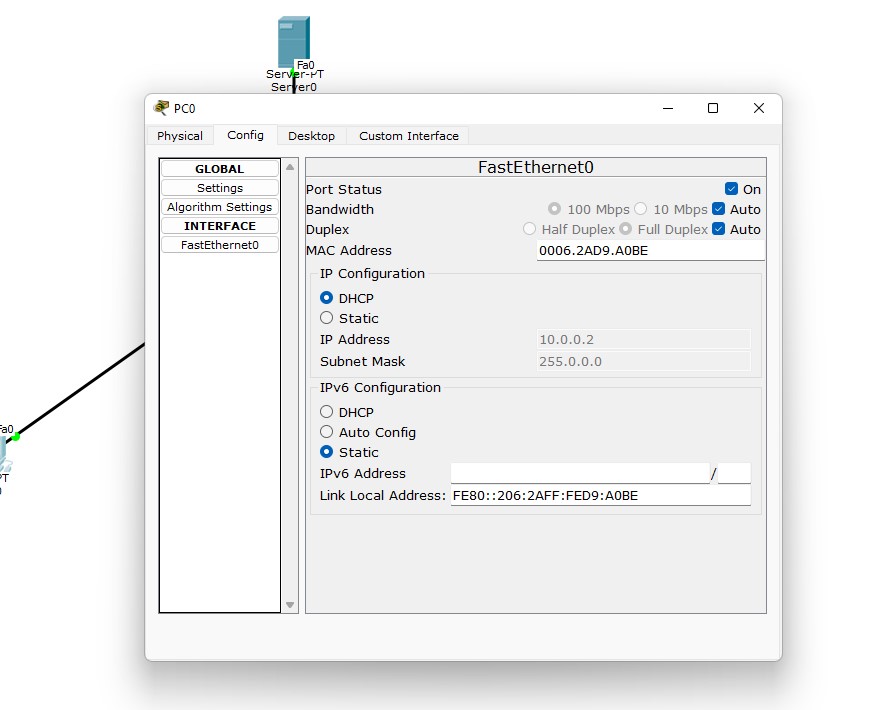 Fa0
Server-PT
Server0
PC0
Physical Config Desktop Custom Interface
GLOBAL
Settings
Algorithm Settings
INTERFACE
FastEthernet0
FastEthernet0
Port Status On
Bandwidth 100 Mbps 10 Mbps Auto
Duplex Half Duplex Full Duplex Auto
MAC Address 0006.2AD9.A0BE
IP Configuration
DHCP
Static
IP Address 10.0.0.2
Subnet Mask 255.0.0.0
IPv6 Configuration
DHCP
Auto Config
Static
IPv6 Address /
Link Local Address: FE80::206:2AFF:FED9:A0BE
Fa0
PT
0